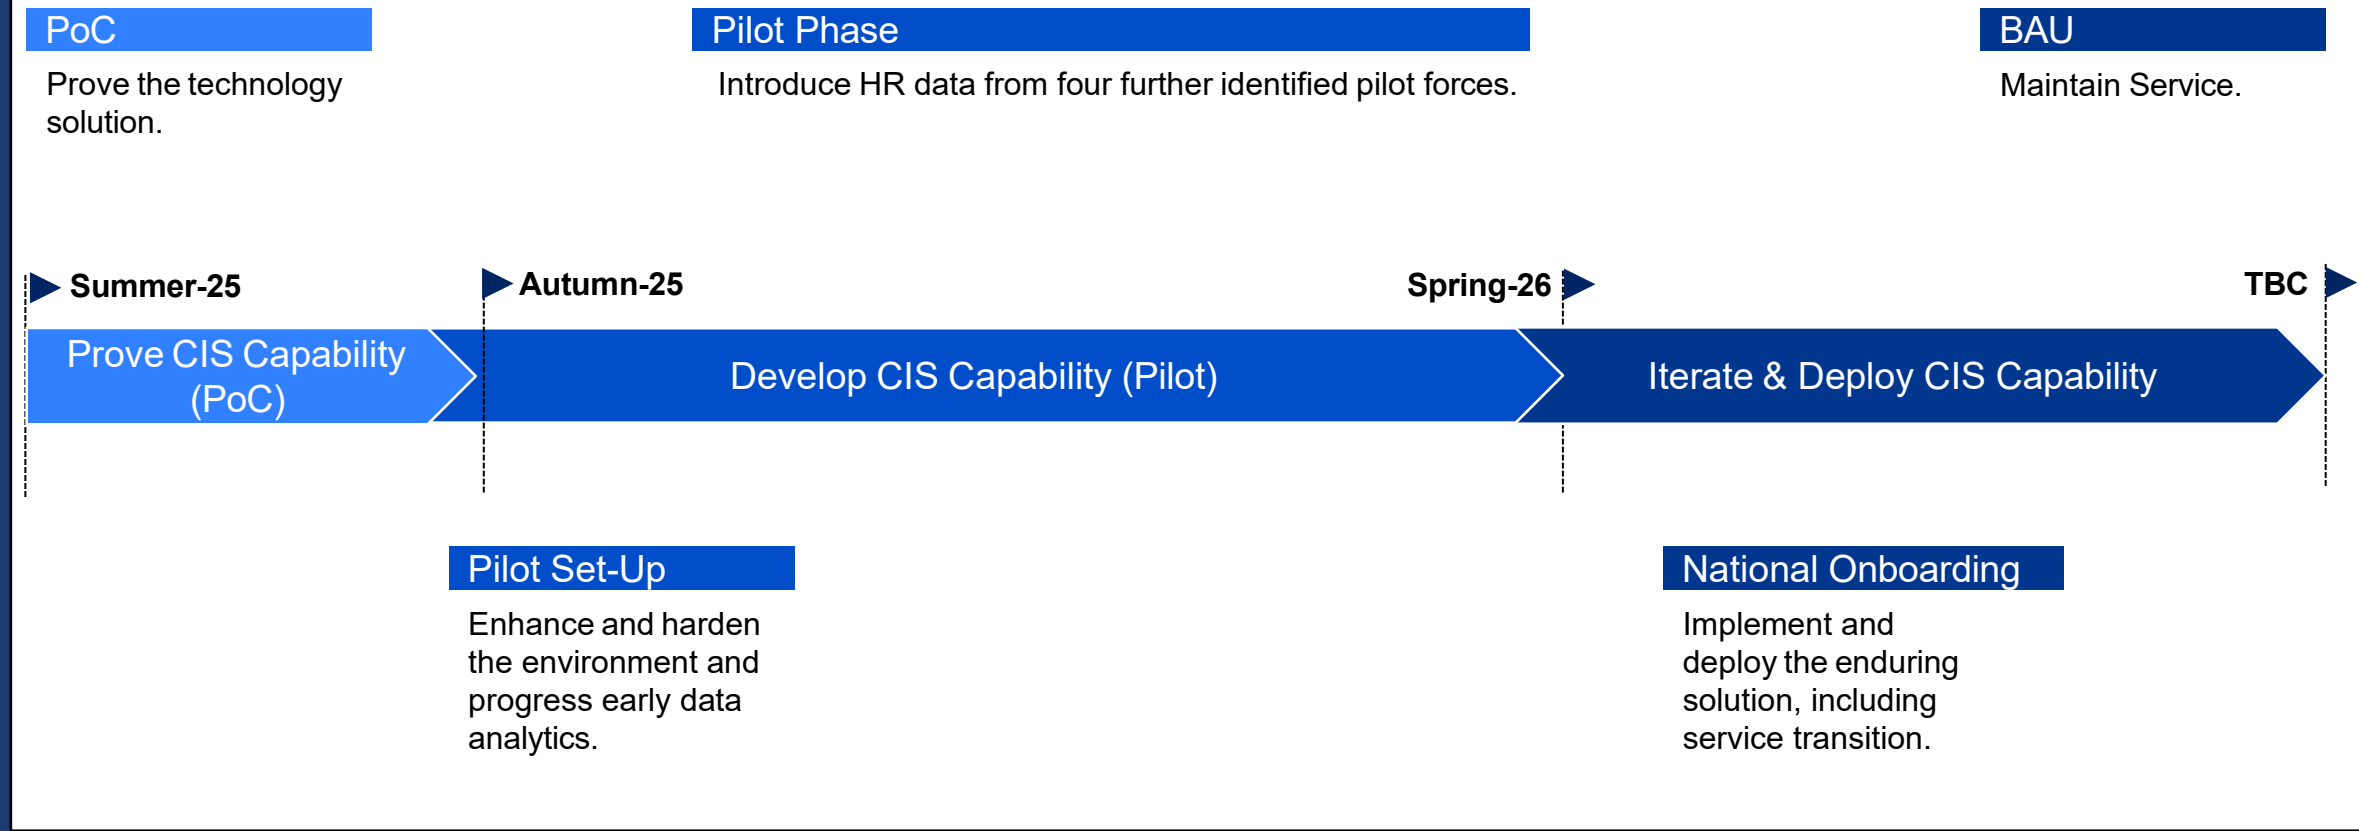 PoC
Prove the technology
solution.
Pilot Phase
Introduce HR data from four further identified pilot forces.
BAU
Maintain Service.
Summer-25
Autumn-25
Spring-26
TBC
Prove CIS Capability
(PoC)
Develop CIS Capability (Pilot)
Iterate & Deploy CIS Capability
Pilot Set-Up
Enhance and harden
the environment and
progress early data
analytics.
National Onboarding
Implement and
deploy the enduring
solution, including
service transition.